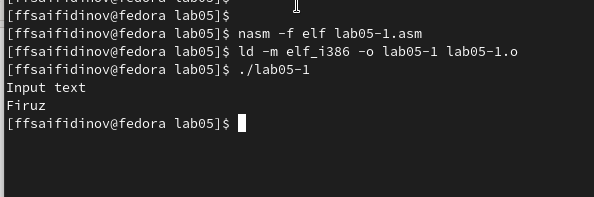 [ffsaifidinov@fedora lab05]$
[ffsaifidinov@fedora lab05]$ nasm -f elf lab05-1.asm
[ffsaifidinov@fedora lab05]$ ld -m elf_i386 -o lab05-1 lab05-1.o
[ffsaifidinov@fedora lab05]$ ./lab05-1
Input text
Firuz
[ffsaifidinov@fedora lab05]$